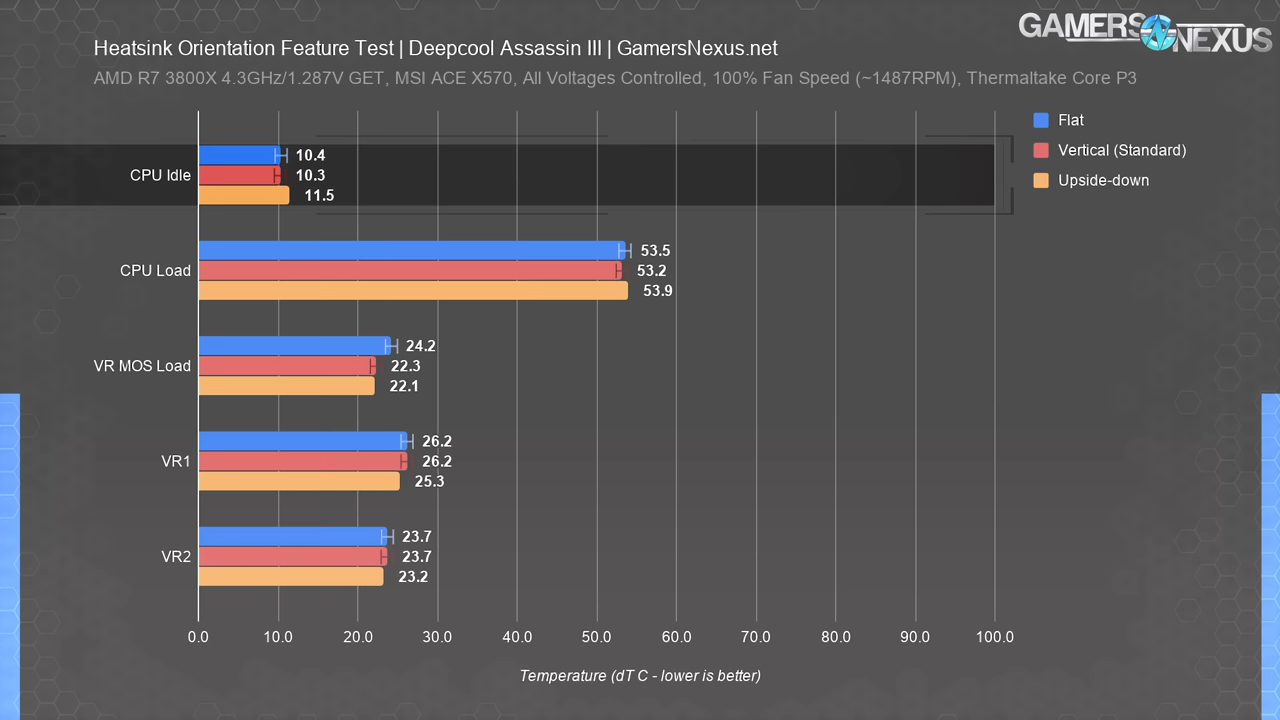 GAMERS NEXUS
Heatsink Orientation Feature Test | Deepcool Assassin III | GamersNexus.net
AMD R7 3800X 4.3GHz/1.287V GET, MSI ACE X570, All Voltages Controlled, 100% Fan Speed (~1487RPM), Thermaltake Core P3
Flat
Vertical (Standard)
Upside-down
CPU Idle
10.4
10.3
11.5
CPU Load
53.5
53.2
53.9
VR MOS Load
24.2
22.3
22.1
VR1
26.2
26.2
25.3
VR2
23.7
23.7
23.2
0.0 10.0 20.0 30.0 40.0 50.0 60.0 70.0 80.0 90.0 100.0
Temperature (dT C - lower is better)